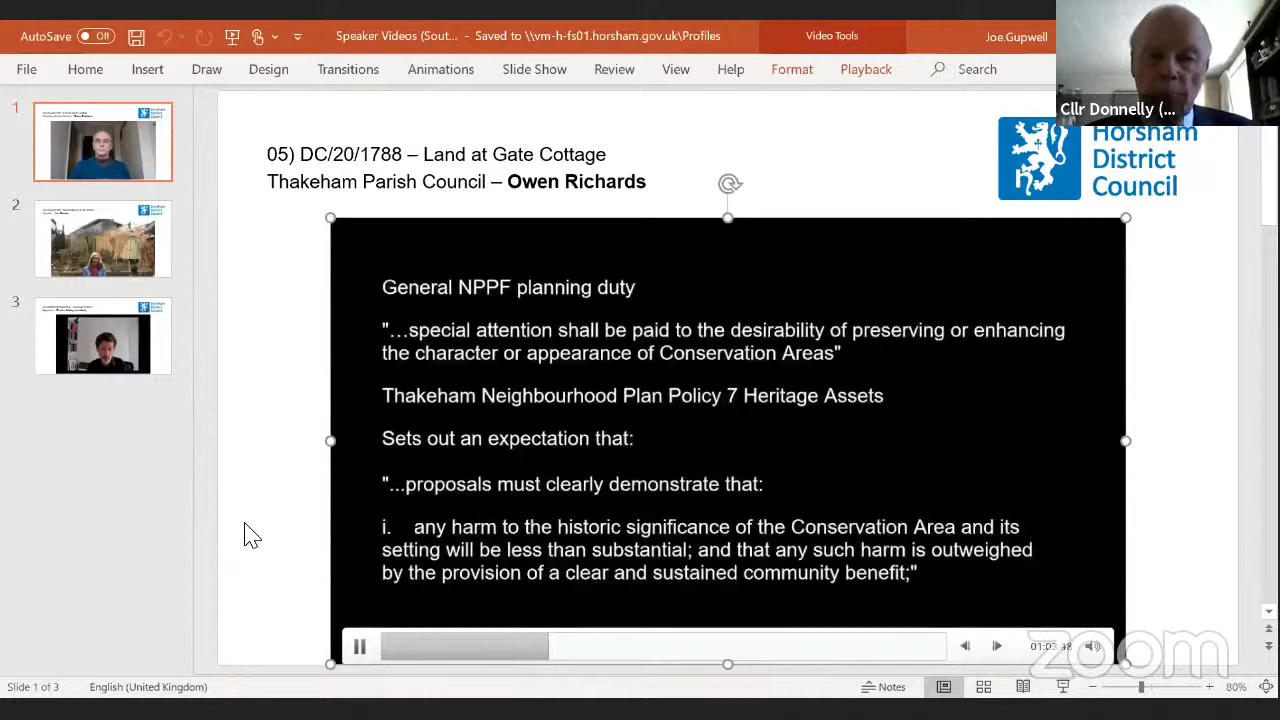 AutoSave
Off
Speaker Videos (Sout... - Saved to \\vm-h-fs01.horsham.gov.uk\Profiles
Video Tools
Joe.Gupwell
File Home Insert Draw Design Transitions Animations Slide Show Review View Help Format Playback Search
Cllr Donnelly (...
1
2
3
05) DC/20/1788 – Land at Gate Cottage
Thakeham Parish Council – Owen Richards
Horsham
District
Council
General NPPF planning duty
"…special attention shall be paid to the desirability of preserving or enhancing
the character or appearance of Conservation Areas"
Thakeham Neighbourhood Plan Policy 7 Heritage Assets
Sets out an expectation that:
"...proposals must clearly demonstrate that:
i. any harm to the historic significance of the Conservation Area and its
setting will be less than substantial; and that any such harm is outweighed
by the provision of a clear and sustained community benefit;"
zoom
Slide 1 of 3
English (United Kingdom)
Notes
80%